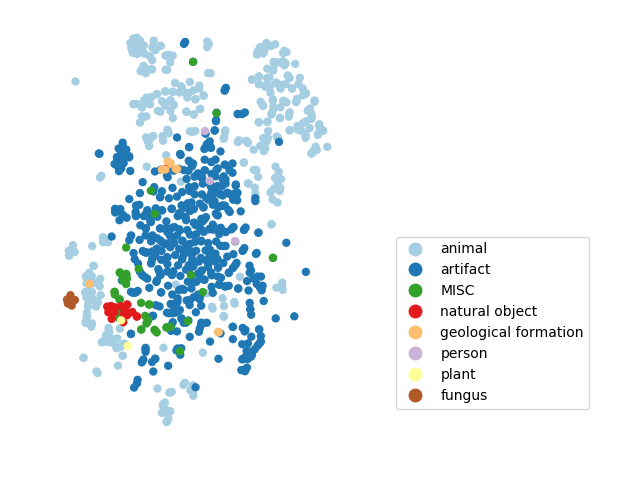 animal
artifact
MISC
natural object
geological formation
person
plant
fungus